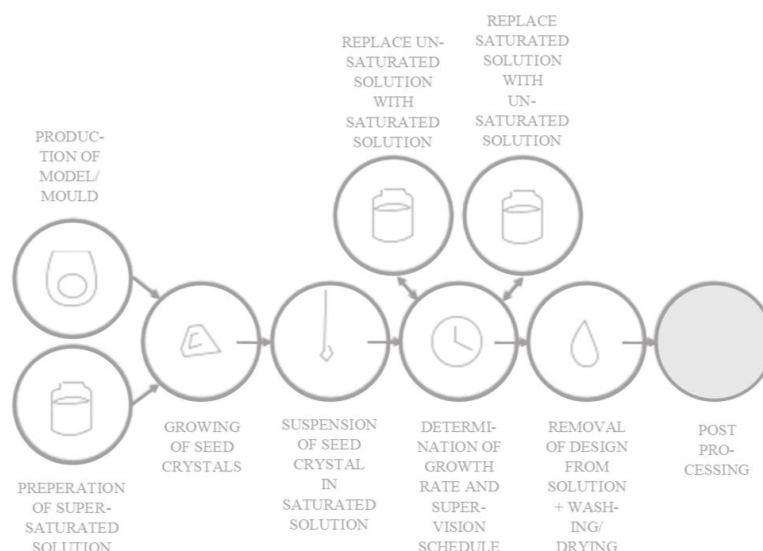 REPLACE UN-
SATURATED
SOLUTION
WITH
SATURATED
SOLUTION
REPLACE
SATURATED
SOLUTION
WITH
UN-
SATURATED
SOLUTION
PRODUC-
TION OF
MODEL/
MOULD
PREPERATION
OF SUPER-
SATURATED
SOLUTION
GROWING
OF SEED
CRYSTALS
SUSPENSION
OF SEED
CRYSTAL
IN
SATURATED
SOLUTION
DETERMI-
NATION OF
GROWTH
RATE AND
SUPER-
VISION
SCHEDULE
REMOVAL
OF DESIGN
FROM
SOLUTION
+ WASH-
ING/
DRYING
POST
PRO-
CESSING